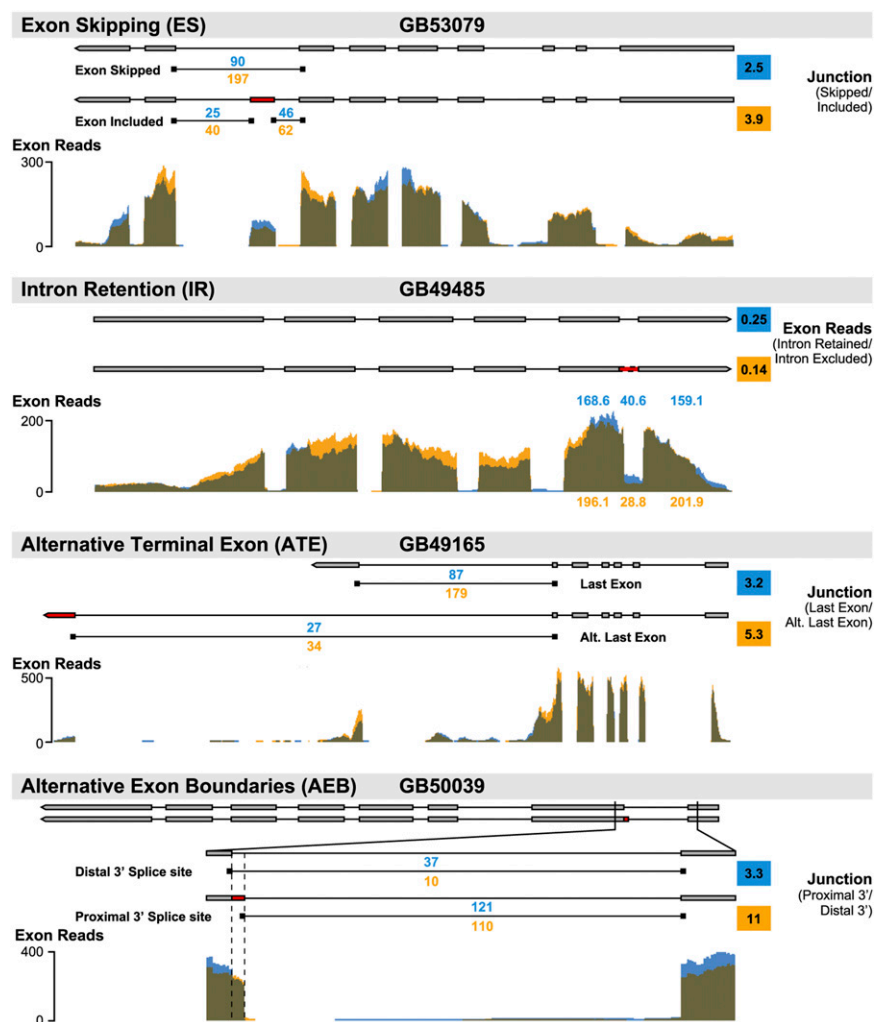 Exon Skipping (ES) GB53079
90
Exon Skipped
197
2.5
Junction
(Skipped/
Included)
25 46
Exon Included
40 62
3.9
Exon Reads
300
0
Intron Retention (IR) GB49485
0.25
Exon Reads
(Intron Retained/
Intron Excluded)
0.14
Exon Reads
168.6 40.6 159.1
200
0
196.1 28.8 201.9
Alternative Terminal Exon (ATE) GB49165
87
Last Exon
179
3.2
Junction
(Last Exon/
Alt. Last Exon)
27
Alt. Last Exon
34
5.3
Exon Reads
500
0
Alternative Exon Boundaries (AEB) GB50039
37
Distal 3' Splice site
10
3.3
Junction
(Proximal 3'/
Distal 3')
121
Proximal 3' Splice site
110
11
Exon Reads
400
0